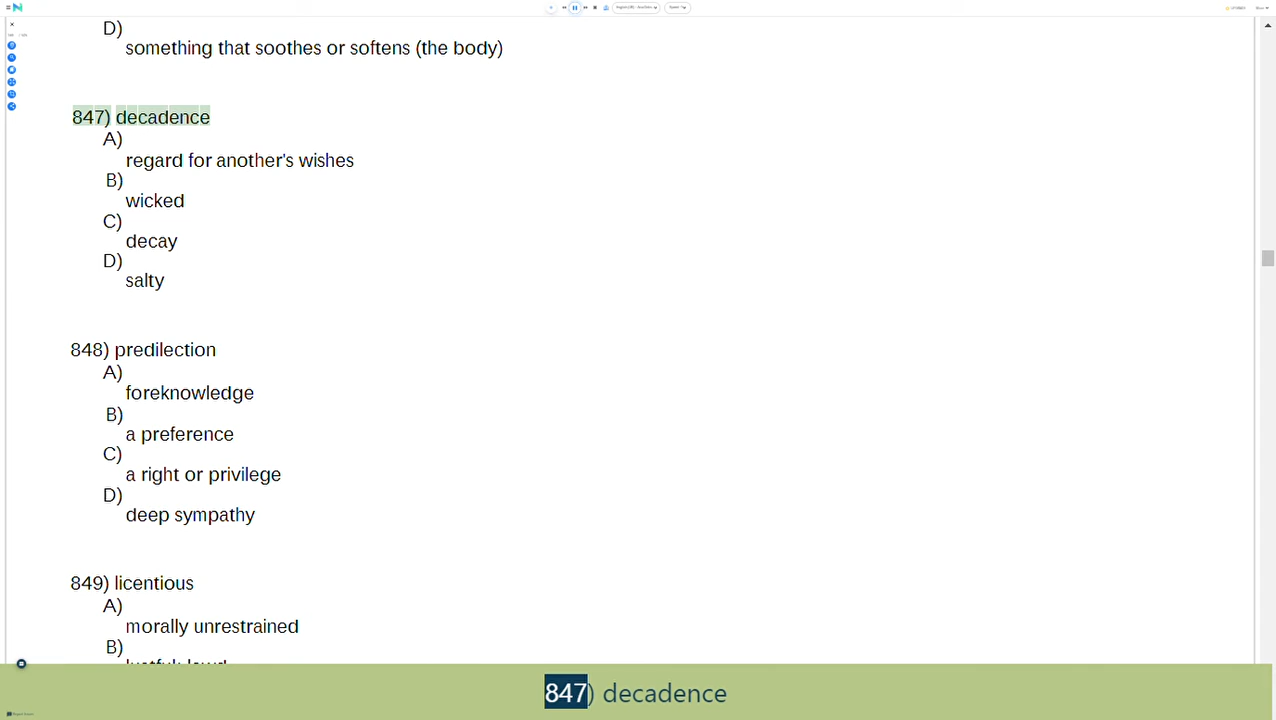 D)
something that soothes or softens (the body)
847) decadence
A)
regard for another's wishes
B)
wicked
C)
decay
D)
salty
848) predilection
A)
foreknowledge
B)
a preference
C)
a right or privilege
D)
deep sympathy
849) licentious
A)
morally unrestrained
B)
847) decadence